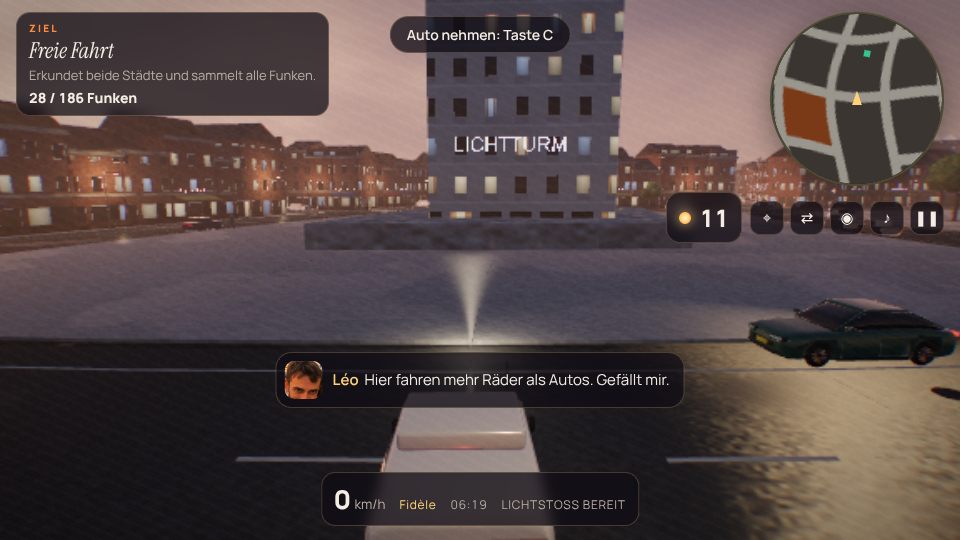 ZIEL
Freie Fahrt
Erkundet beide Städte und sammelt alle Funken.
28 / 186 Funken
Auto nehmen: Taste C
LICHTTURM
11
Léo Hier fahren mehr Räder als Autos. Gefällt mir.
0 km/h Fidèle 06:19 LICHTSTOSS BEREIT